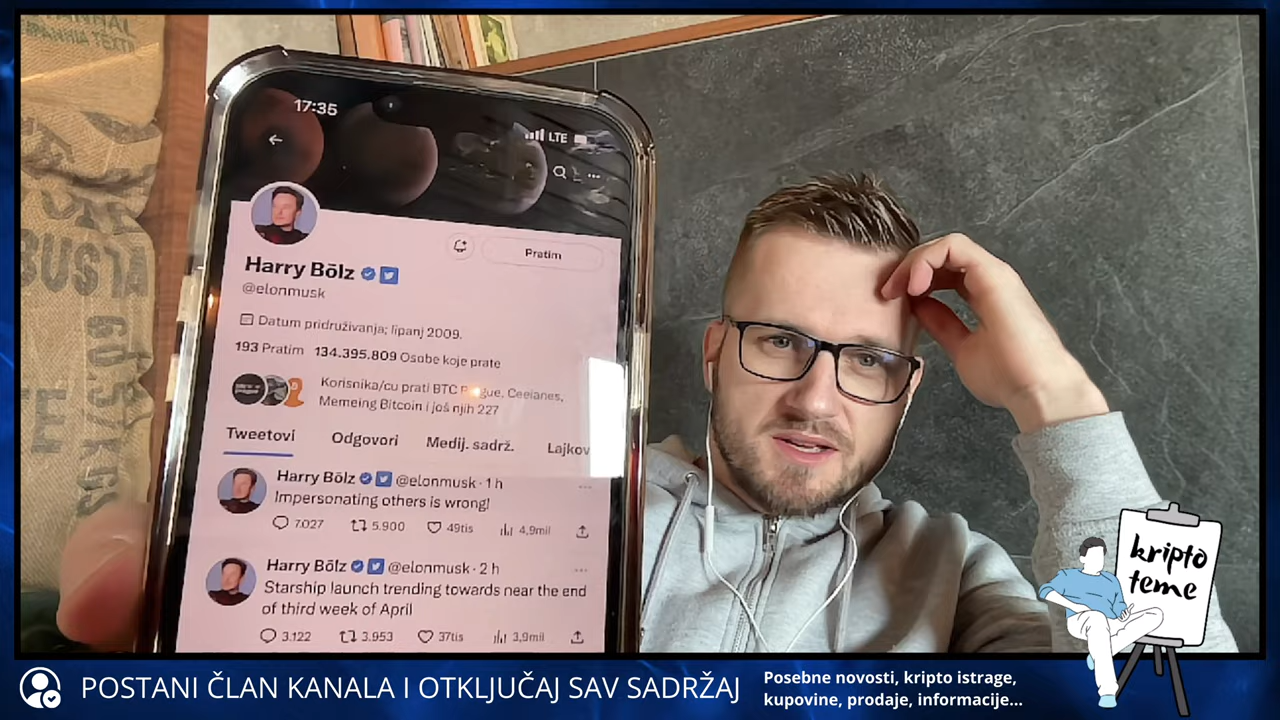 PANHIA TEXTI
17:35
LTE
Pratim
Harry Bōlz
@elonmusk
Datum pridruživanja; lipanj 2009.
193 Pratim 134.395.809 Osobe koje prate
Korisnika/cu prati BTC Ceelanes,
Memeing Bitcoin i još njih 227
Tweetovi Odgovori Medij. sadrž. Lajkov
Harry Bōlz @elonmusk · 1 h
Impersonating others is wrong!
7.027 5.900 49tis 4,9mil
Harry Bōlz @elonmusk · 2 h
Starship launch trending towards near the end
of third week of April
3.122 3.953 37tis 3,9mil
kripto
teme
POSTANI ČLAN KANALA I OTKLJUČAJ SAV SADRŽAJ
Posebne novosti, kripto istrage,
kupovine, prodaje, informacije...